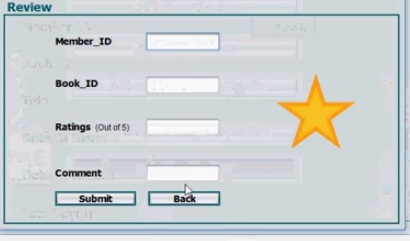 Review
Member_ID
Book_ID
Ratings (Out of 5)
Comment
Submit Back